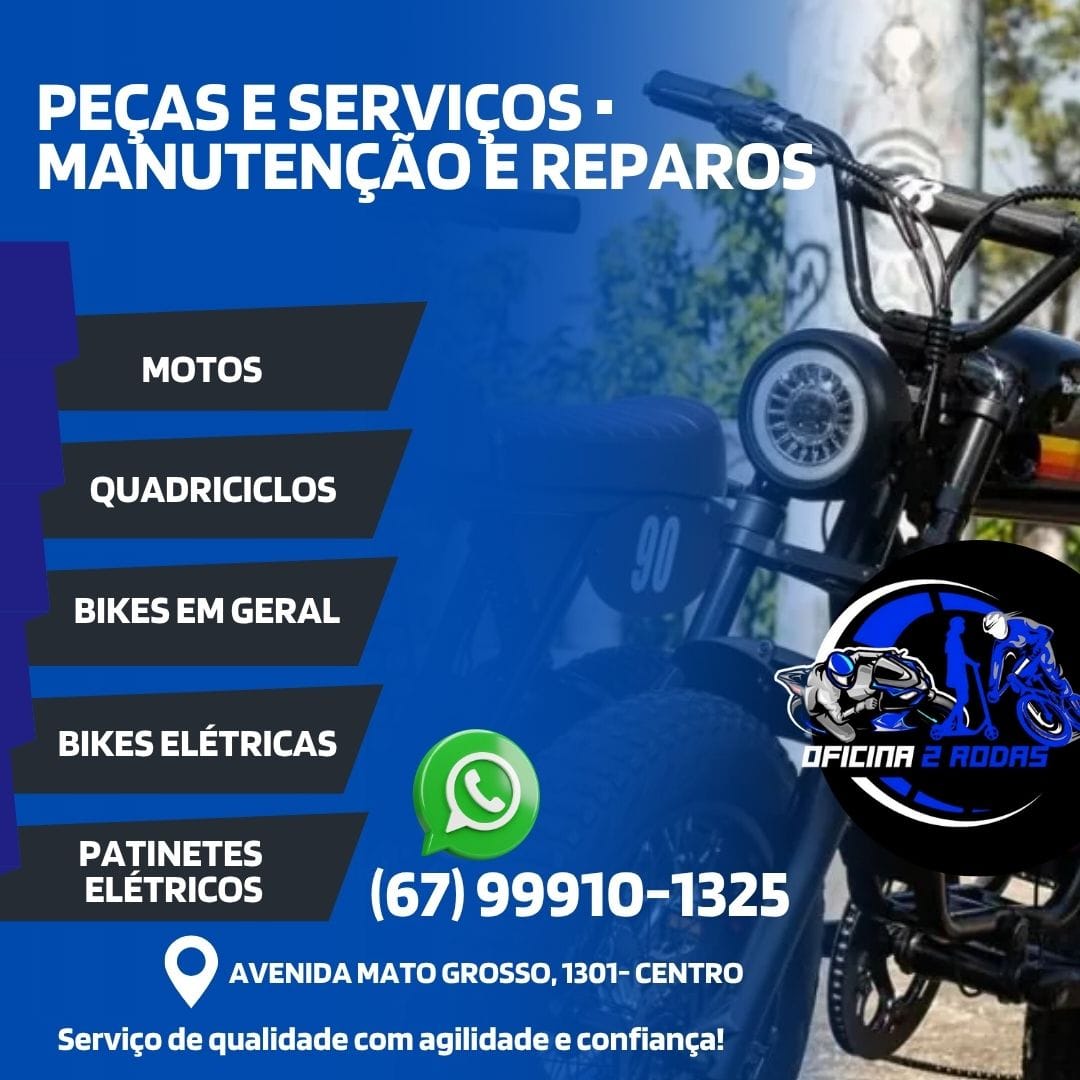 PEÇAS E SERVIÇOS -
MANUTENÇÃO E REPAROS
MOTOS
QUADRICICLOS
BIKES EM GERAL
BIKES ELÉTRICAS
PATINETES
ELÉTRICOS
90
OFICINA 2 RODAS
(67) 99910-1325
AVENIDA MATO GROSSO, 1301- CENTRO
Serviço de qualidade com agilidade e confiança!